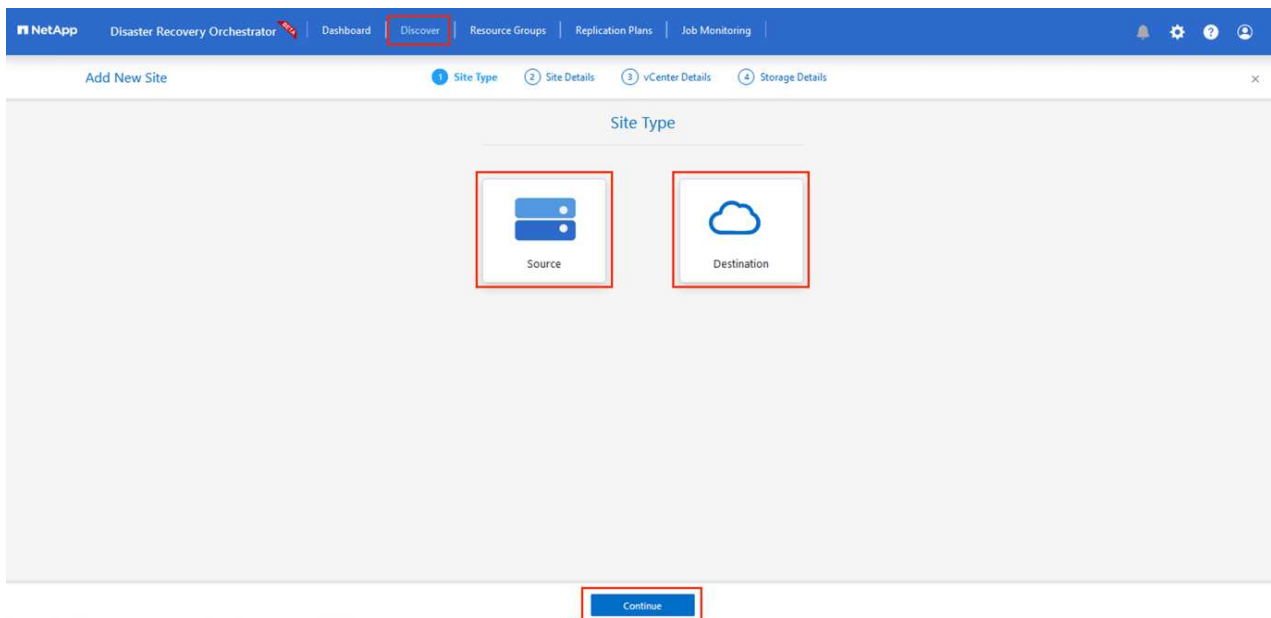 NetApp Disaster Recovery Orchestrator BETA Dashboard Discover Resource Groups Replication Plans Job Monitoring
Add New Site 1 Site Type 2 Site Details 3 vCenter Details 4 Storage Details
Site Type
Source Destination
Continue